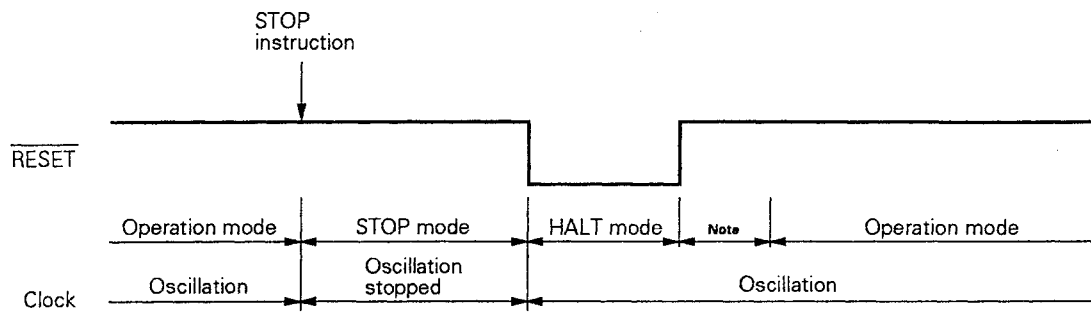 STOP
instruction
RESET
Operation mode
STOP mode
HALT mode
Note
Operation mode
Clock
Oscillation
Oscillation
stopped
Oscillation